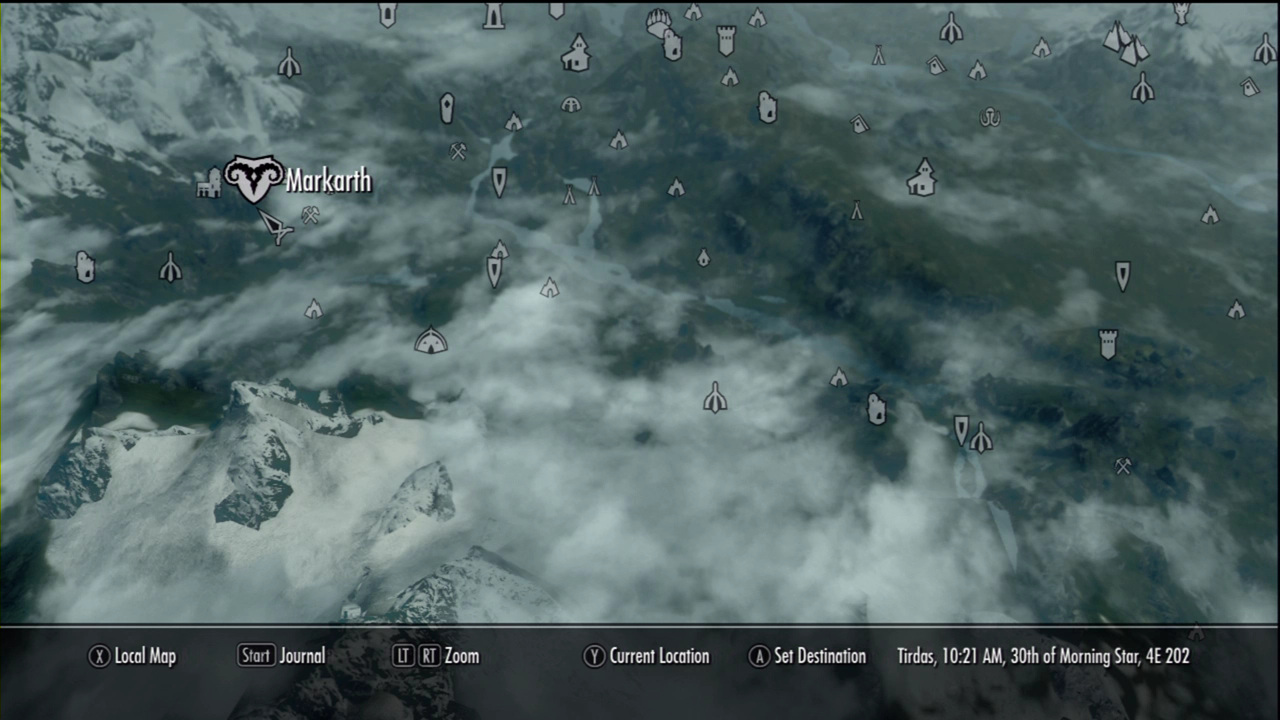 Markarth
X Local Map
Start Journal
LT RT Zoom
Y Current Location
A Set Destination
Tirdas, 10:21 AM, 30th of Morning Star, 4E 202